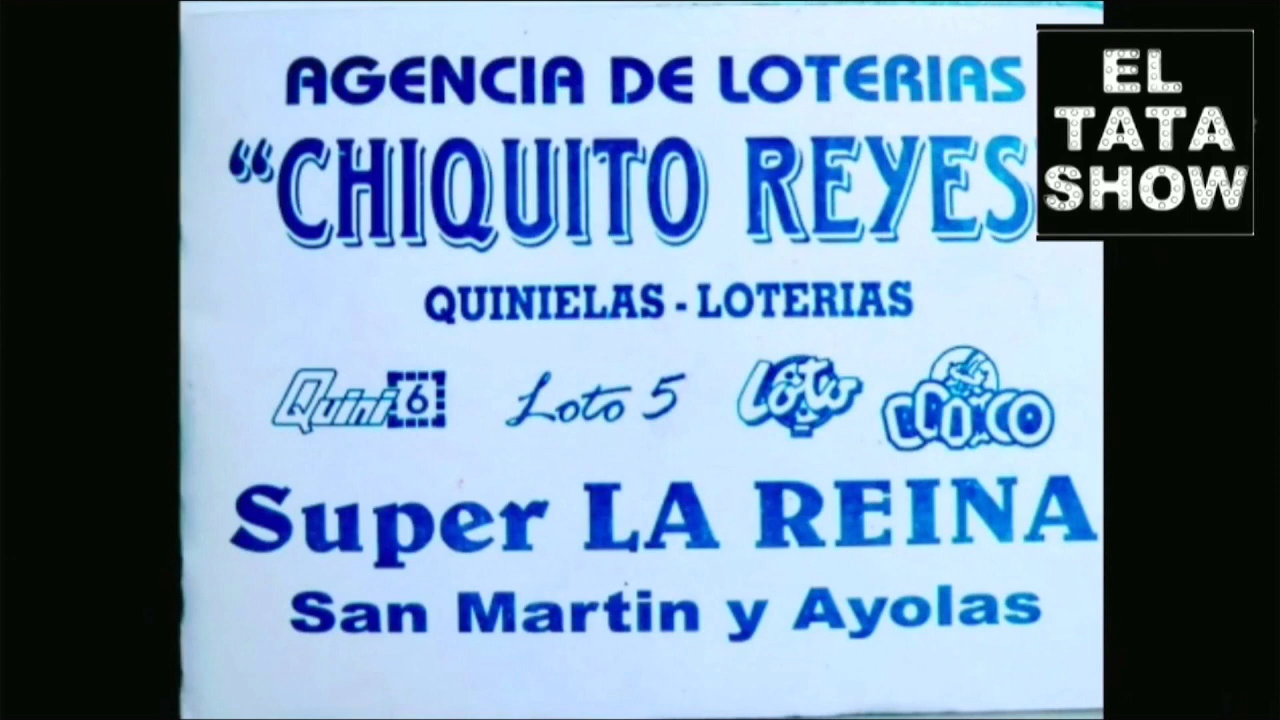 AGENCIA DE LOTERIAS
“CHIQUITO REYES
QUINIELAS - LOTERIAS
Quini 6 Loto 5 Loto
Super LA REINA
San Martin y Ayolas
EL
TATA
SHOW